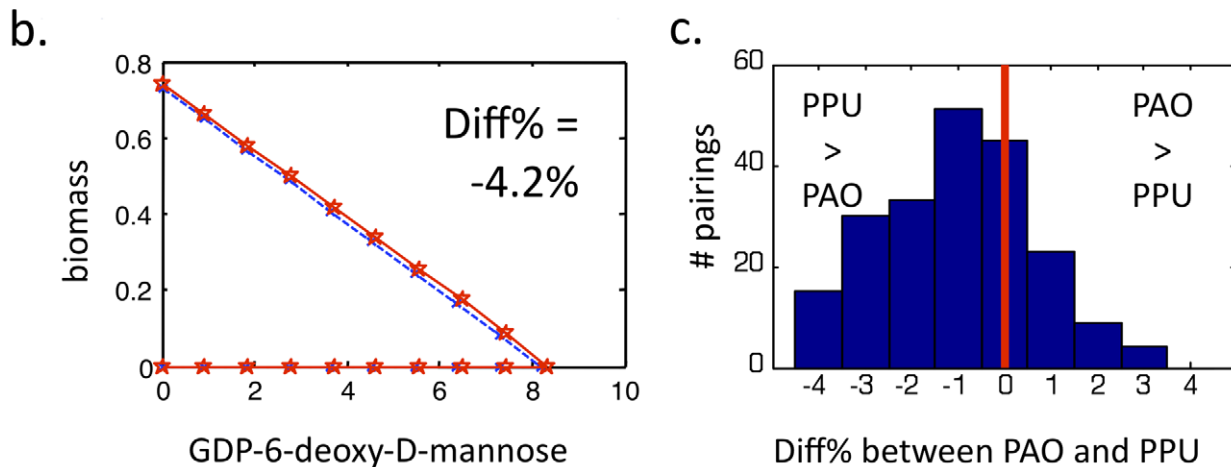 b.
0.8
0.6
0.4
0.2
0
biomass
Diff% =
-4.2%
0 2 4 6 8 10
GDP-6-deoxy-D-mannose
c.
60
40
20
0
# pairings
PPU
>
PAO
PAO
>
PPU
-4 -3 -2 -1 0 1 2 3 4
Diff% between PAO and PPU